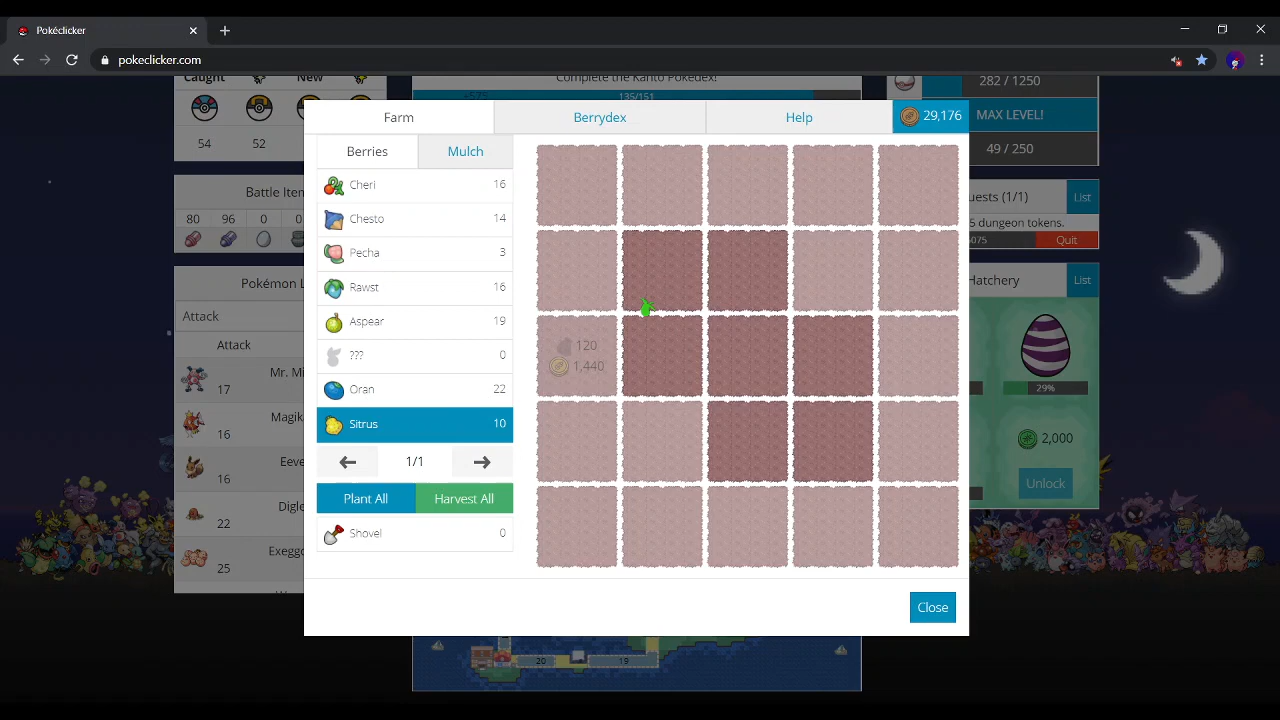 Pokéclicker
pokeclicker.com
Caught
New
Complete the Kanto Pokédex!
135/151
282 / 1250
54
52
MAX LEVEL!
49 / 250
Farm
Berrydex
Help
29,176
Berries
Mulch
Cheri 16
Chesto 14
Pecha 3
Rawst 16
Aspear 19
??? 0
Oran 22
Sitrus 10
1/1
Plant All
Harvest All
Shovel 0
120
1,440
Close
Battle Iten
80 96 0 0
Pokémon L
Attack
Attack
Mr. Mi
17
Magik
16
Eeve
16
Digle
22
Exegg
25
uests (1/1)
List
5 dungeon tokens.
5075
Quit
Hatchery
List
29%
2,000
Unlock
20
19